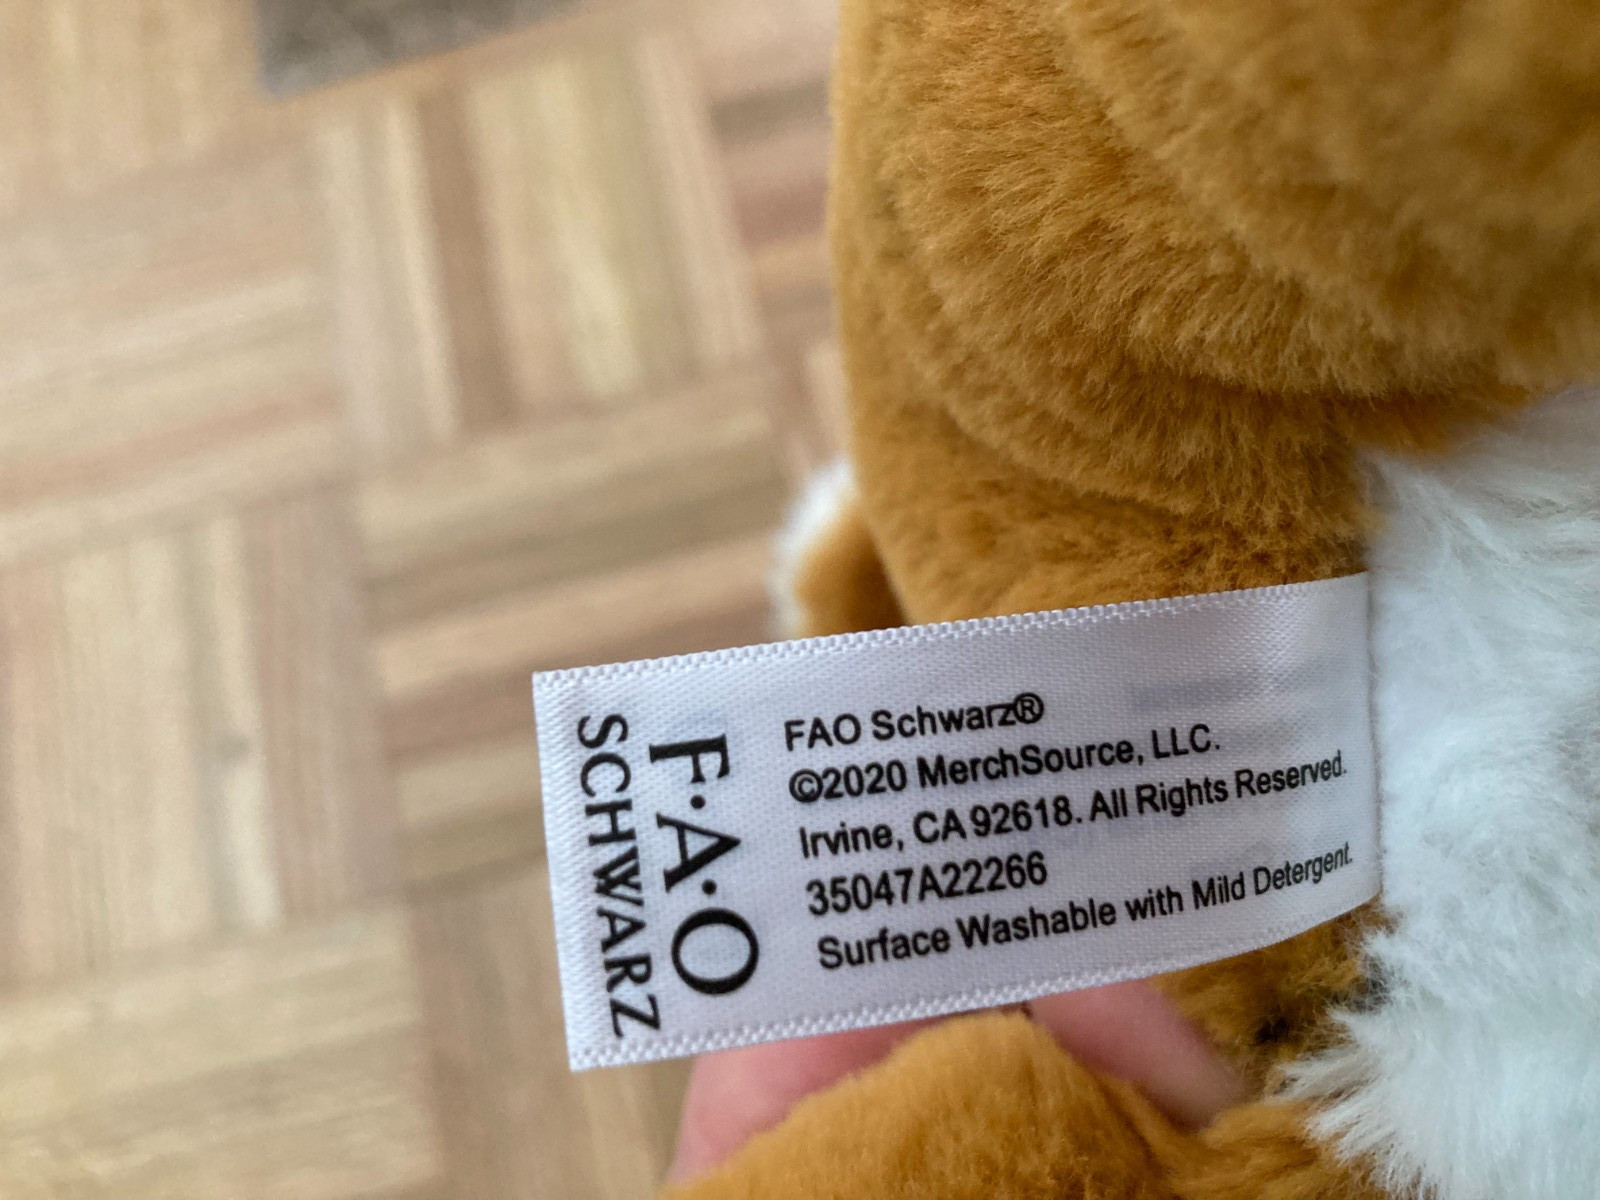 F·A·O
SCHWARZ
FAO Schwarz®
©2020 MerchSource, LLC.
Irvine, CA 92618. All Rights Reserved.
35047A22266
Surface Washable with Mild Detergent.